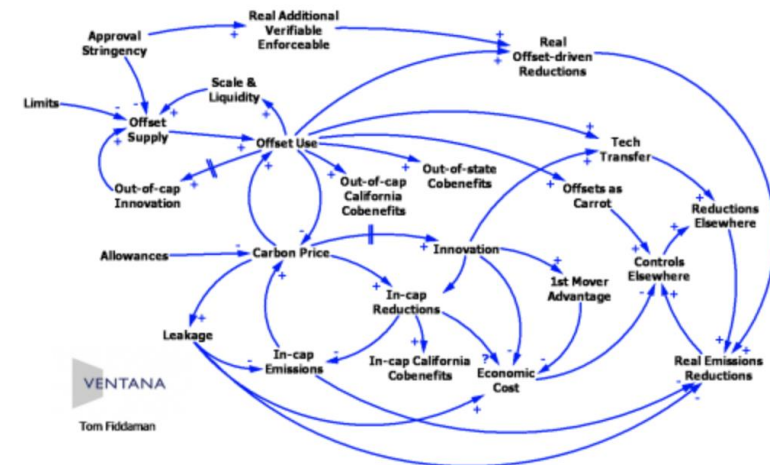 Approval
Stringency
Real Additional
Verifiable
Enforceable
Real
Offset-driven
Reductions
Limits
Scale &
Liquidity
Offset
Supply
Offset Use
Tech
Transfer
Out-of-cap
Innovation
Out-of-cap
California
Cobenefits
Out-of-state
Cobenefits
Offsets as
Carrot
Reductions
Elsewhere
Allowances
Carbon Price
Innovation
Controls
Elsewhere
1st Mover
Advantage
In-cap
Reductions
Leakage
In-cap
Emissions
In-cap California
Cobenefits
?
Economic
Cost
Real Emissions
Reductions
VENTANA
Tom Fiddaman